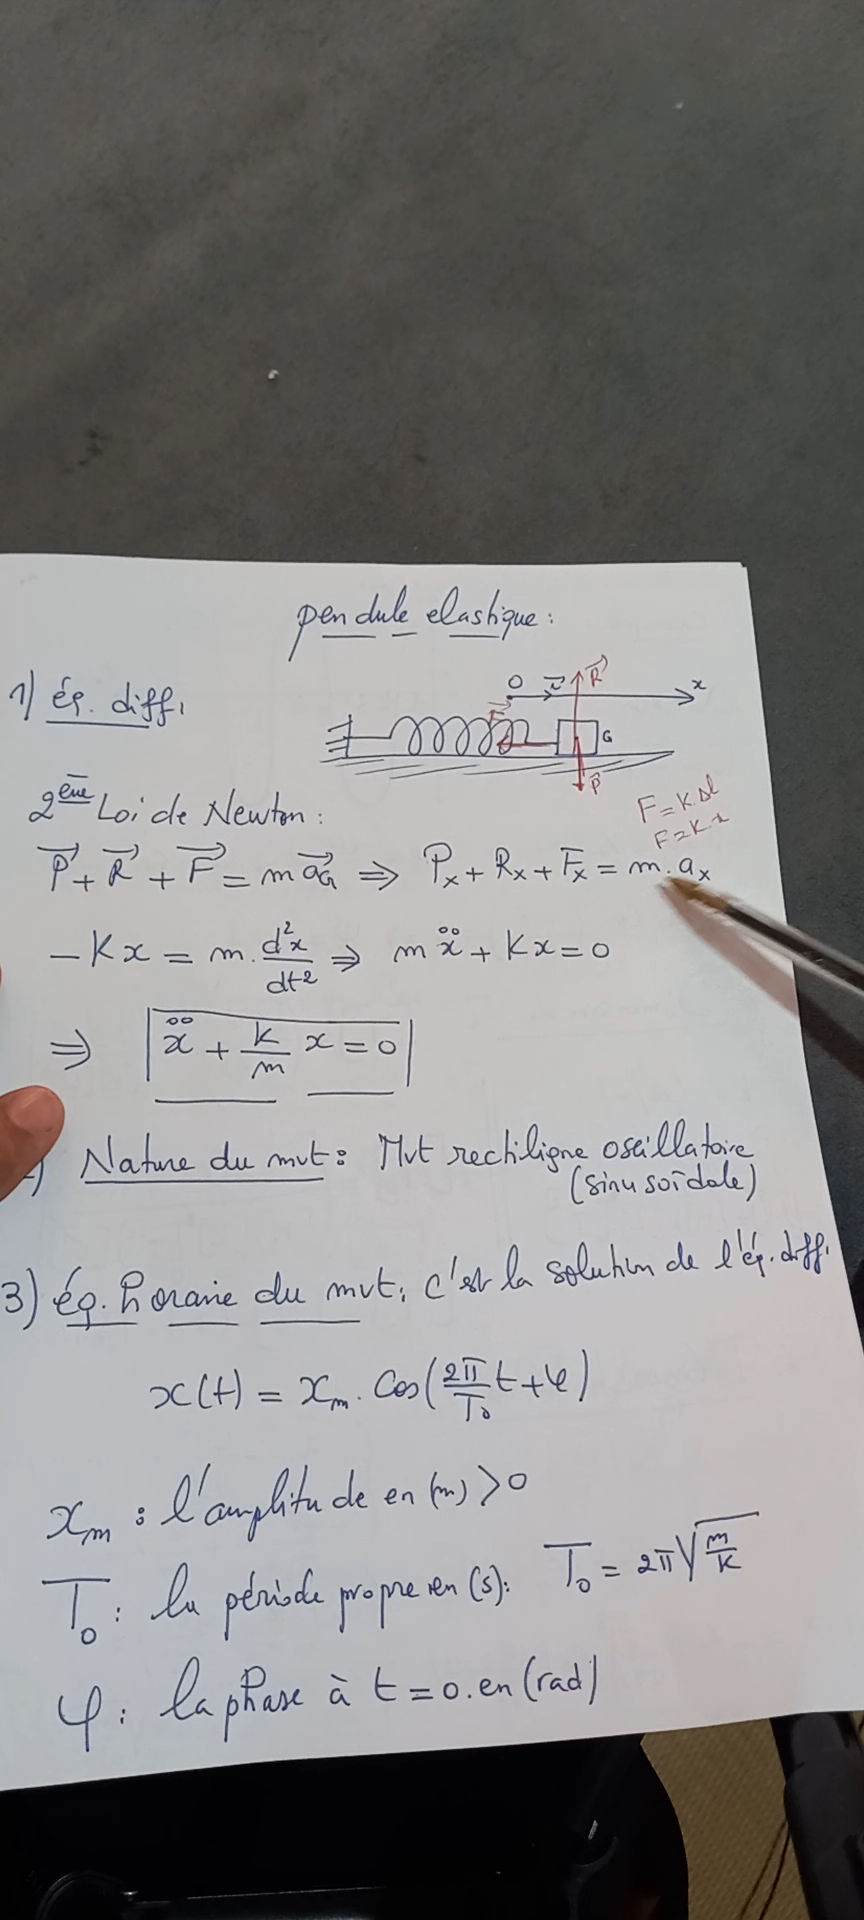 pendule elastique :
1) éq. diff.
O i R x
F
G
P
F = K.Δl
F = K.x
2ème Loi de Newton :
P + R + F = m aG ⇒ Px + Rx + Fx = m.ax
- K x = m. d²x/dt² ⇒ m ẍ + K x = 0
⇒ ẍ + k/m x = 0
) Nature du mvt : Mvt rectiligne oscillatoire
(sinusoïdale)
3) éq. horaire du mvt. c'est la solution de l'éq. diff.
x(t) = xm. Cos(2π/T0 t + φ)
xm : l'amplitude en (m) > 0
T0 : la période propre en (s) : T0 = 2π√(m/K)
φ : la phase à t = 0. en (rad)